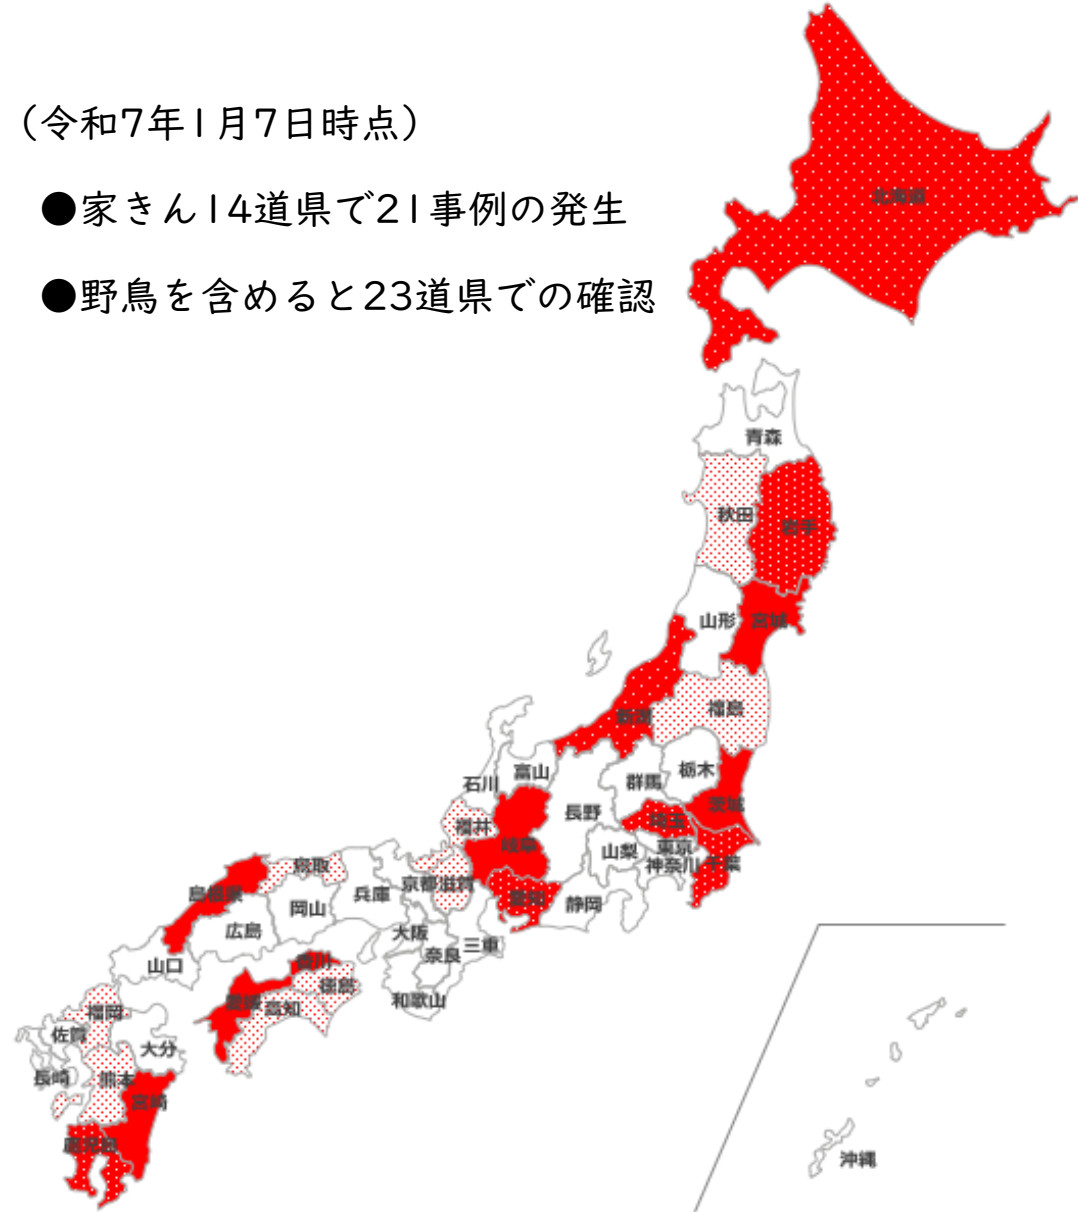 （令和7年1月7日時点）
●家きん14道県で21事例の発生
●野鳥を含めると23道県での確認
北海道
青森
秋田
岩手
山形
宮城
新潟
福島
富山
石川
群馬
栃木
茨城
長野
福井
岐阜
埼玉
山梨
東京
神奈川
千葉
鳥取
島根県
京都
滋賀
兵庫
愛知
静岡
岡山
広島
大阪
三重
奈良
山口
香川
徳島
愛媛
高知
和歌山
福岡
佐賀
大分
長崎
熊本
宮崎
鹿児島
沖縄